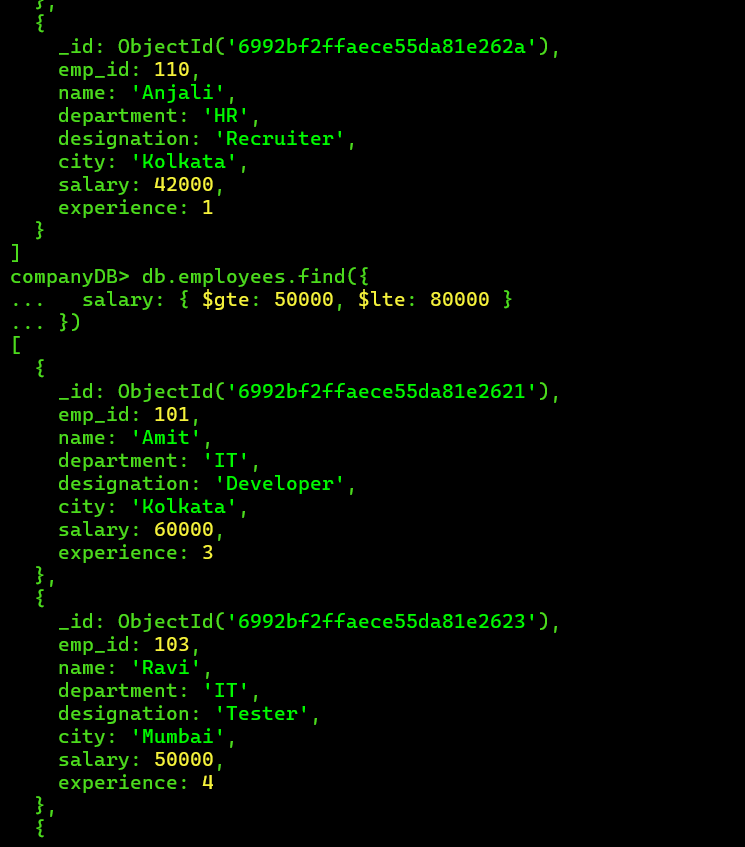 },
{
_id: ObjectId('6992bf2ffaece55da81e262a'),
emp_id: 110,
name: 'Anjali',
department: 'HR',
designation: 'Recruiter',
city: 'Kolkata',
salary: 42000,
experience: 1
}
]
companyDB> db.employees.find({
...   salary: { $gte: 50000, $lte: 80000 }
... })
[
{
_id: ObjectId('6992bf2ffaece55da81e2621'),
emp_id: 101,
name: 'Amit',
department: 'IT',
designation: 'Developer',
city: 'Kolkata',
salary: 60000,
experience: 3
},
{
_id: ObjectId('6992bf2ffaece55da81e2623'),
emp_id: 103,
name: 'Ravi',
department: 'IT',
designation: 'Tester',
city: 'Mumbai',
salary: 50000,
experience: 4
},
{